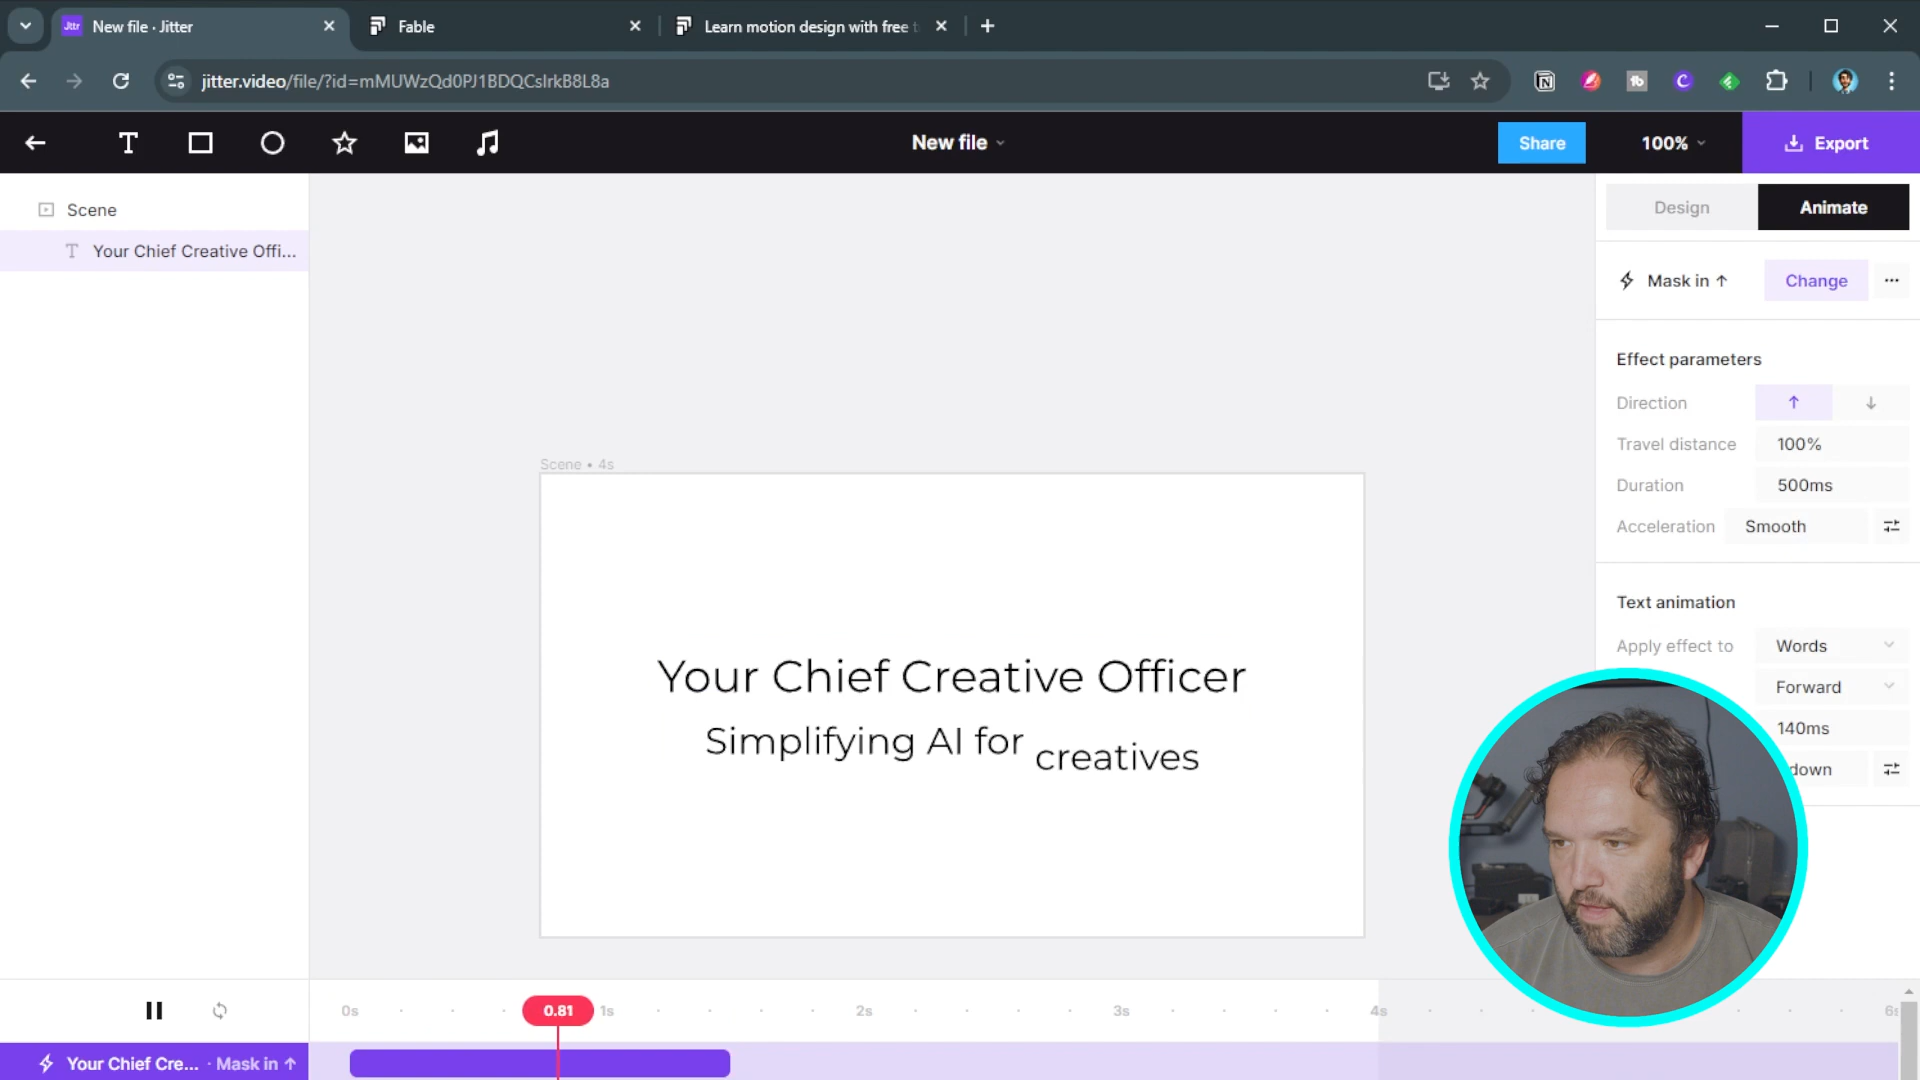 New file · Jitter
Fable
Learn motion design with free t
jitter.video/file/?id=mMUWzQd0PJ1BDQCsIrkB8L8a
T
New file
Share
100%
Export
Scene
T Your Chief Creative Offi...
Design
Animate
Mask in ↑
Change
Effect parameters
Direction ↑ ↓
Travel distance 100%
Duration 500ms
Acceleration Smooth
Text animation
Apply effect to Words
Forward
140ms
down
Scene • 4s
Your Chief Creative Officer
Simplifying AI for creatives
0s 0.81 1s 2s 3s 4s 6s
Your Chief Cre... · Mask in ↑